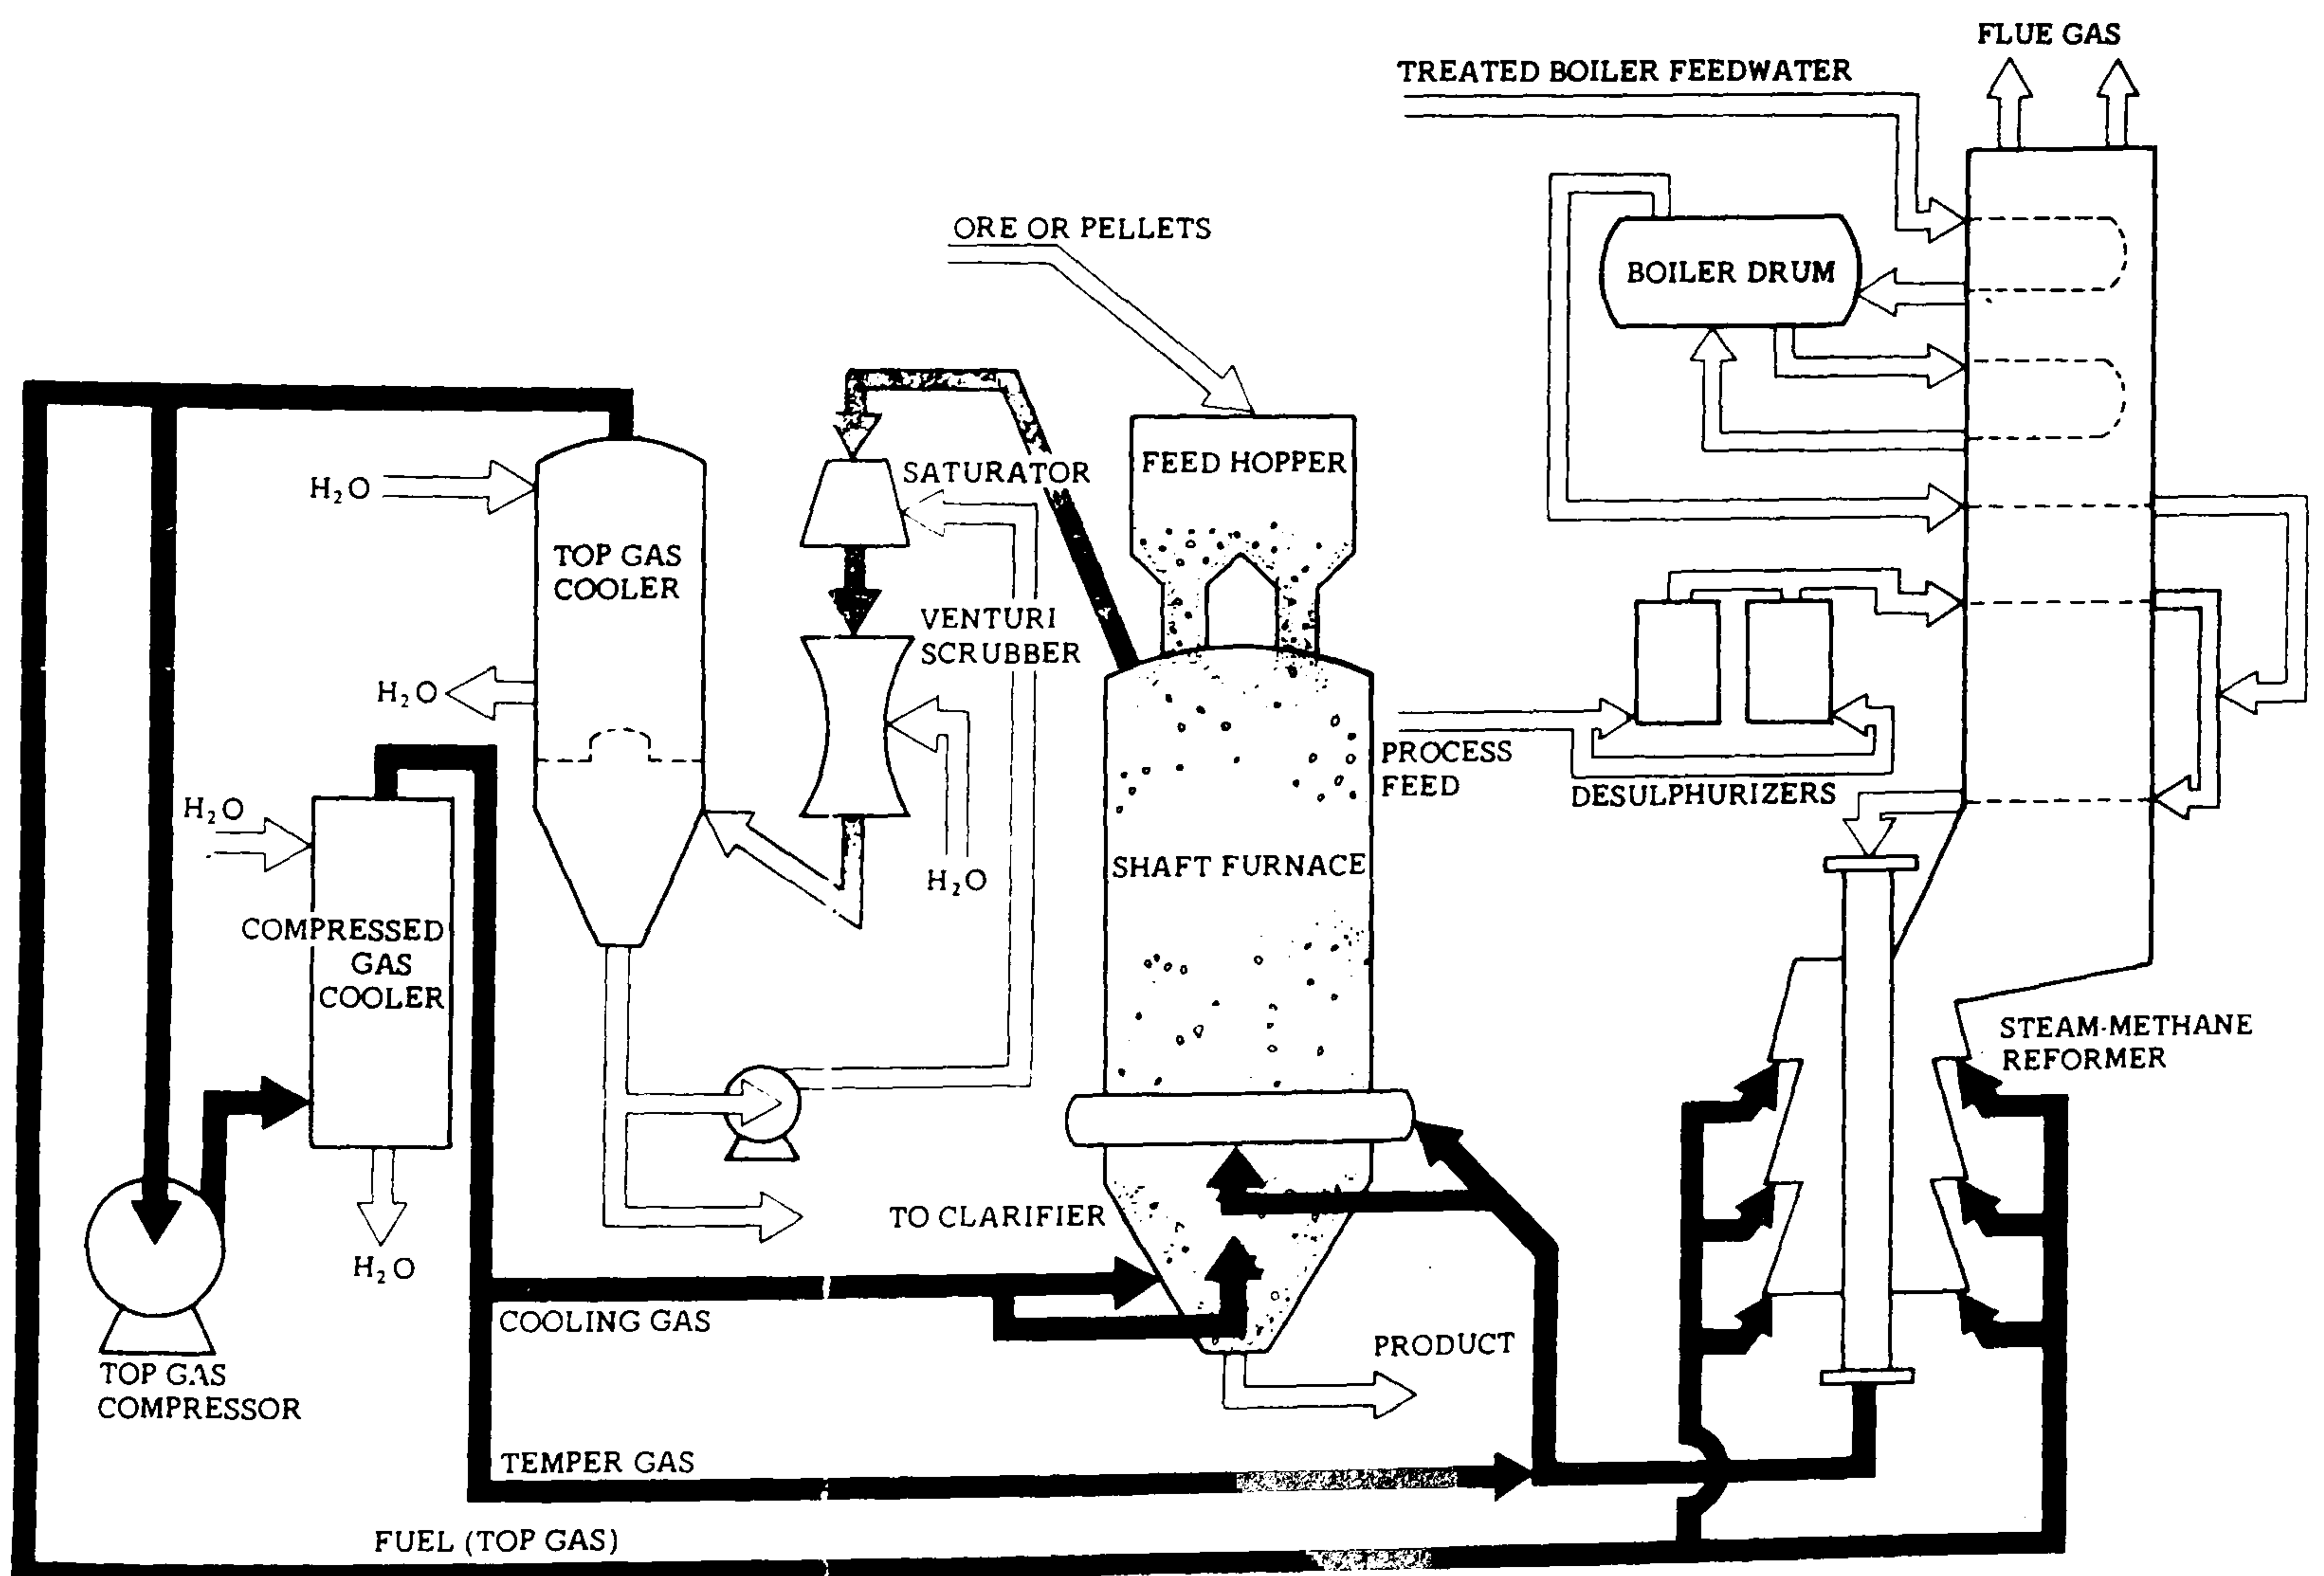 FLUE GAS
TREATED BOILER FEEDWATER
ORE OR PELLETS
BOILER DRUM
FEED HOPPER
SATURATOR
H₂O
TOP GAS
COOLER
VENTURI
SCRUBBER
H₂O
PROCESS
FEED
DESULPHURIZERS
H₂O
SHAFT FURNACE
H₂O
COMPRESSED
GAS
COOLER
STEAM-METHANE
REFORMER
TO CLARIFIER
H₂O
COOLING GAS
PRODUCT
TOP GAS
COMPRESSOR
TEMPER GAS
FUEL (TOP GAS)